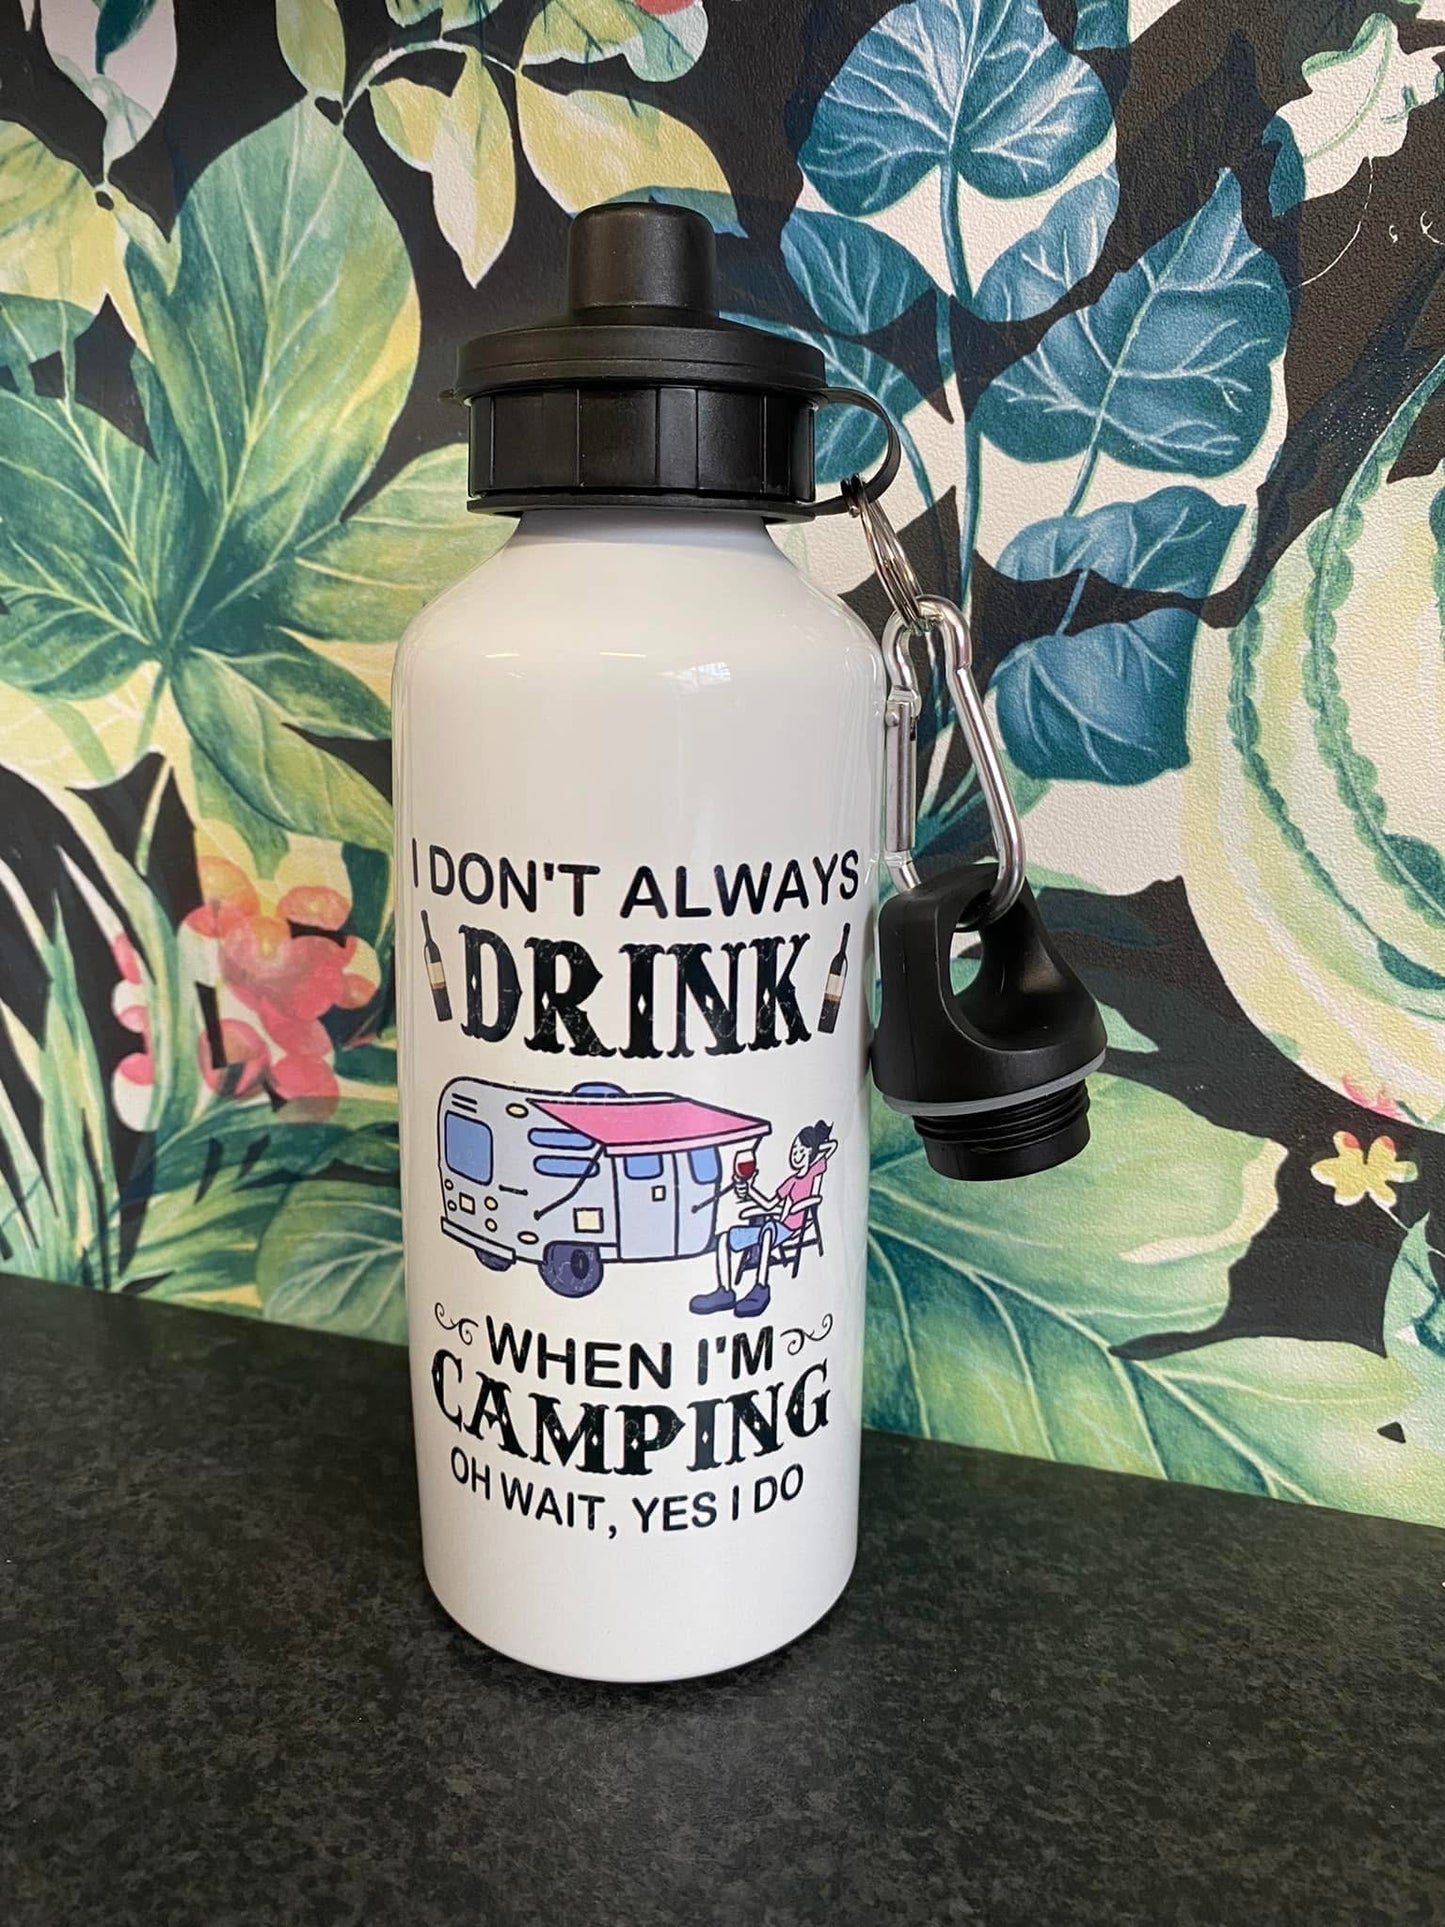 I DON'T ALWAYS
DRINK
WHEN I'M
CAMPING
OH WAIT, YES I DO